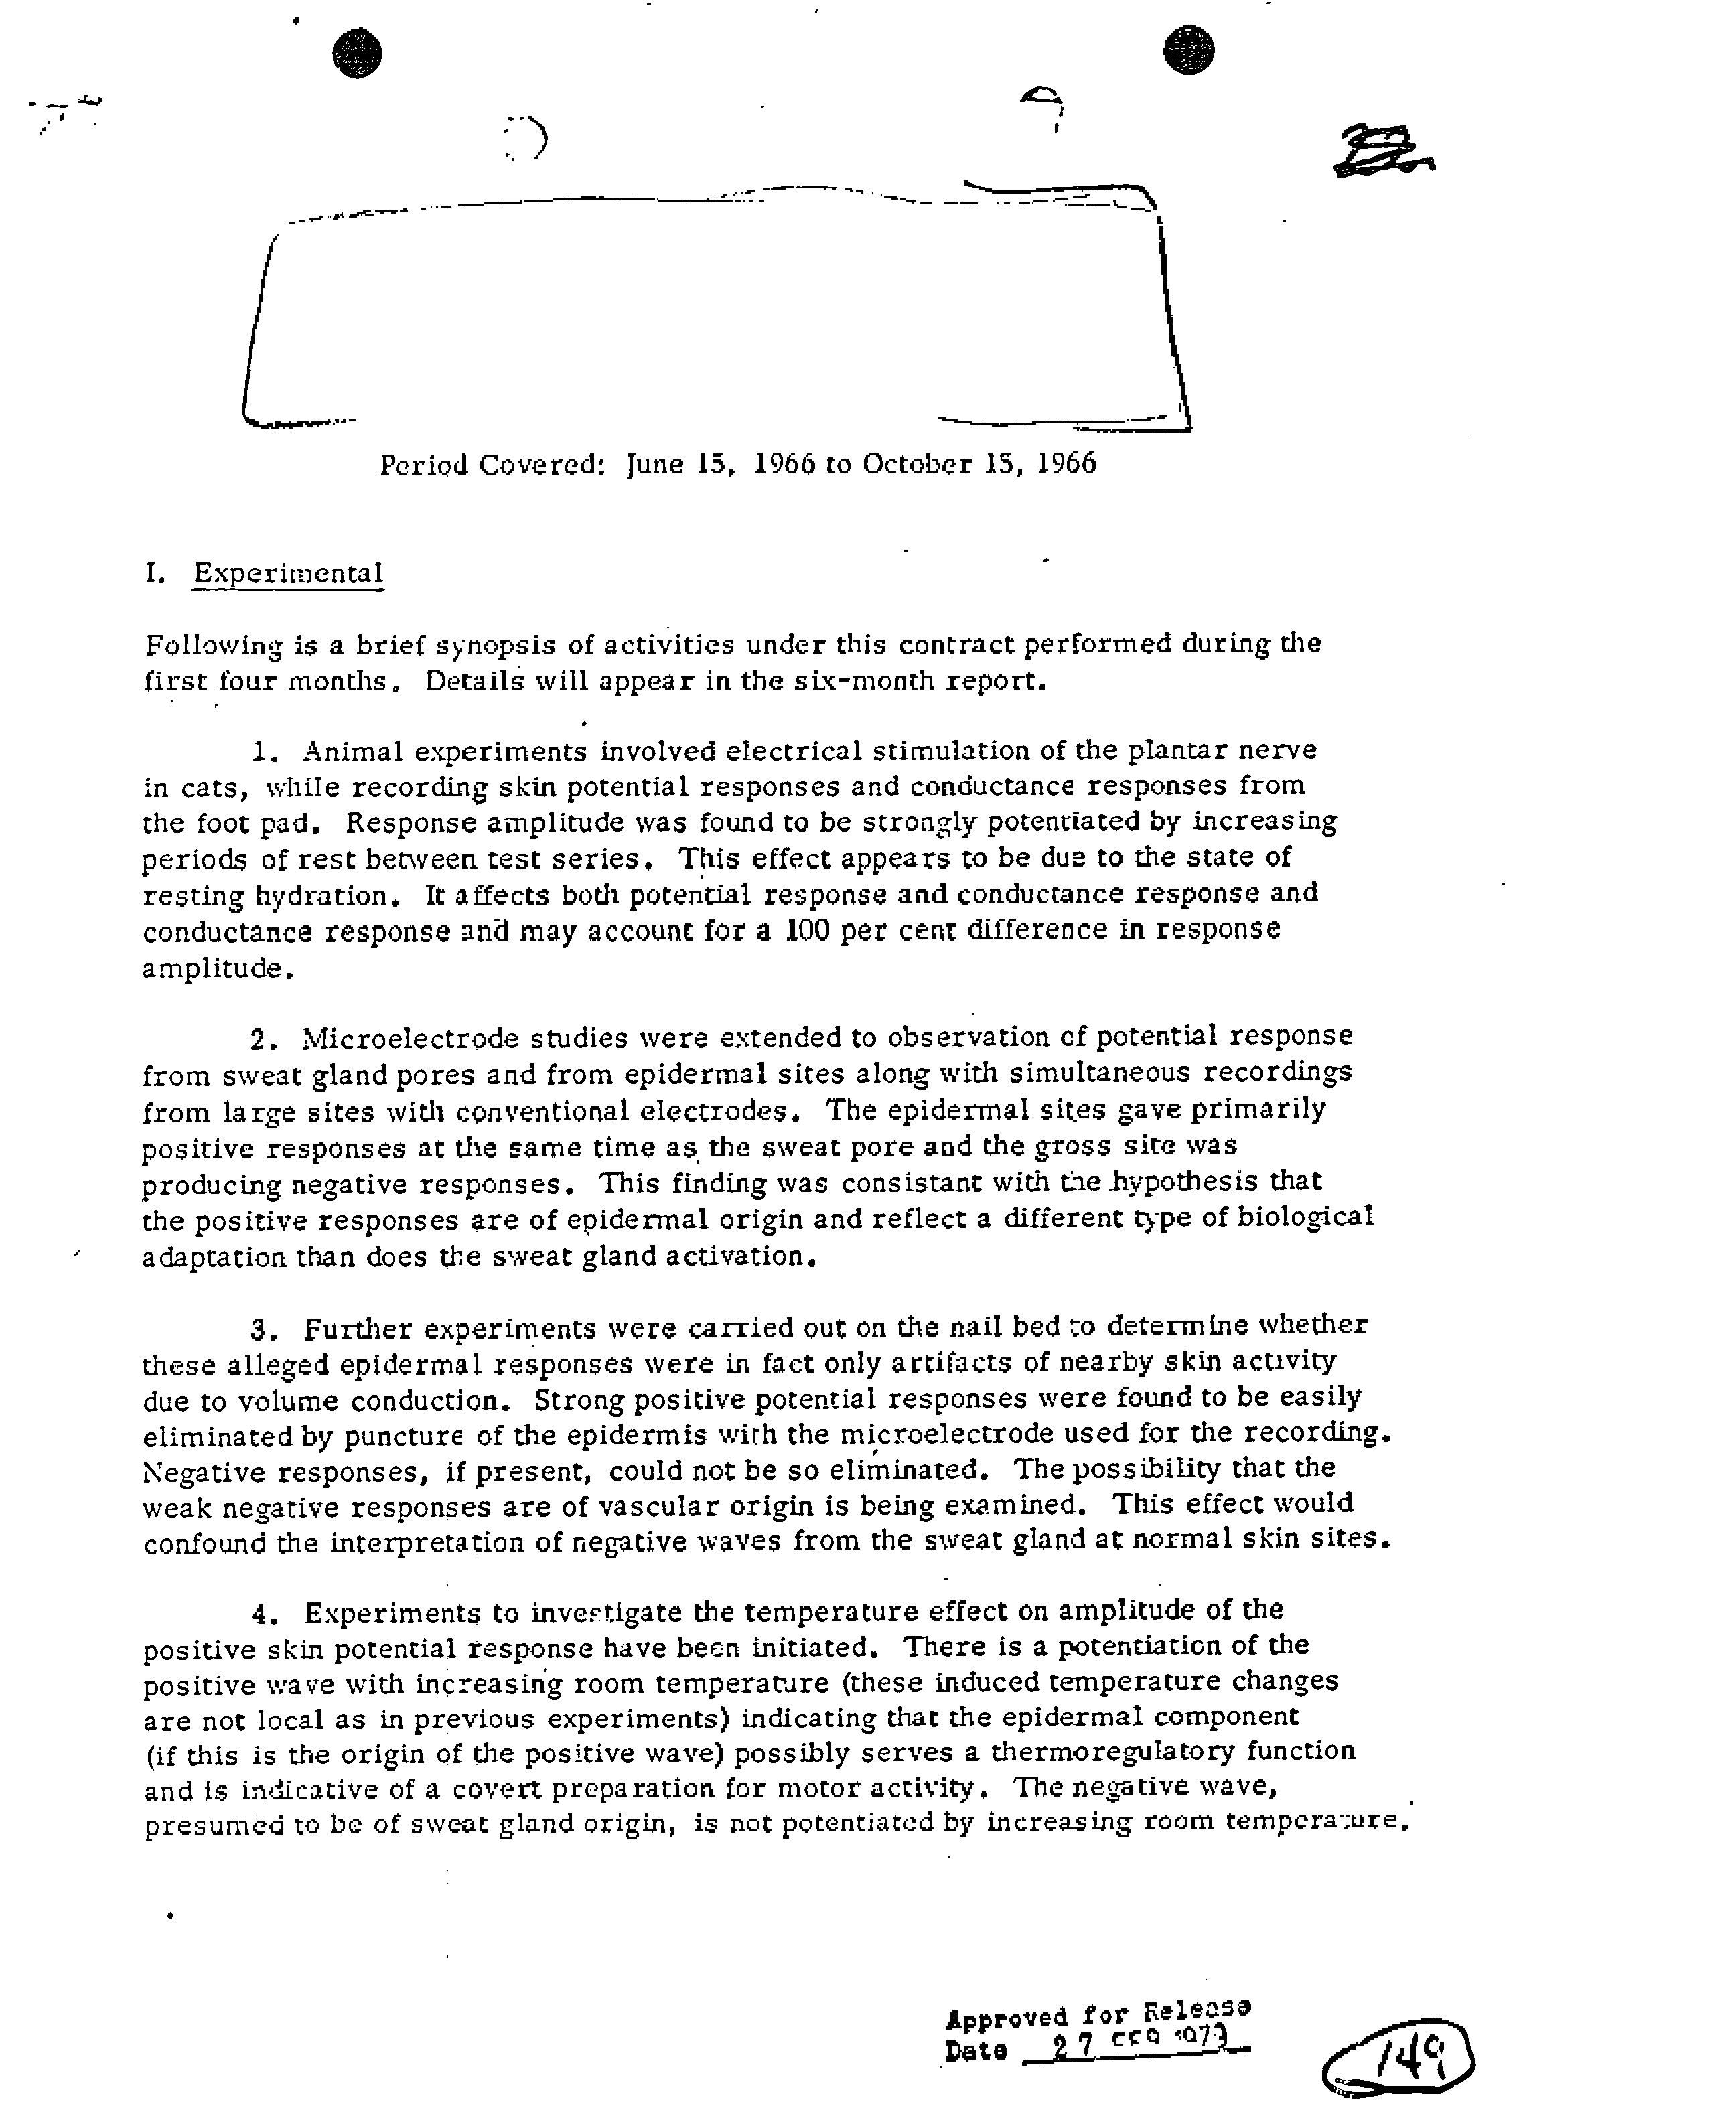 Period Covered: June 15, 1966 to October 15, 1966
I. Experimental
Following is a brief synopsis of activities under this contract performed during the
first four months. Details will appear in the six-month report.
1. Animal experiments involved electrical stimulation of the plantar nerve
in cats, while recording skin potential responses and conductance responses from
the foot pad. Response amplitude was found to be strongly potentiated by increasing
periods of rest between test series. This effect appears to be due to the state of
resting hydration. It affects both potential response and conductance response and
conductance response and may account for a 100 per cent difference in response
amplitude.
2. Microelectrode studies were extended to observation of potential response
from sweat gland pores and from epidermal sites along with simultaneous recordings
from large sites with conventional electrodes. The epidermal sites gave primarily
positive responses at the same time as the sweat pore and the gross site was
producing negative responses. This finding was consistant with the hypothesis that
the positive responses are of epidermal origin and reflect a different type of biological
adaptation than does the sweat gland activation.
3. Further experiments were carried out on the nail bed to determine whether
these alleged epidermal responses were in fact only artifacts of nearby skin activity
due to volume conduction. Strong positive potential responses were found to be easily
eliminated by puncture of the epidermis with the microelectrode used for the recording.
Negative responses, if present, could not be so eliminated. The possibility that the
weak negative responses are of vascular origin is being examined. This effect would
confound the interpretation of negative waves from the sweat gland at normal skin sites.
4. Experiments to investigate the temperature effect on amplitude of the
positive skin potential response have been initiated. There is a potentiation of the
positive wave with increasing room temperature (these induced temperature changes
are not local as in previous experiments) indicating that the epidermal component
(if this is the origin of the positive wave) possibly serves a thermoregulatory function
and is indicative of a covert preparation for motor activity. The negative wave,
presumed to be of sweat gland origin, is not potentiated by increasing room temperature.
Approved for Release
Date 27
149